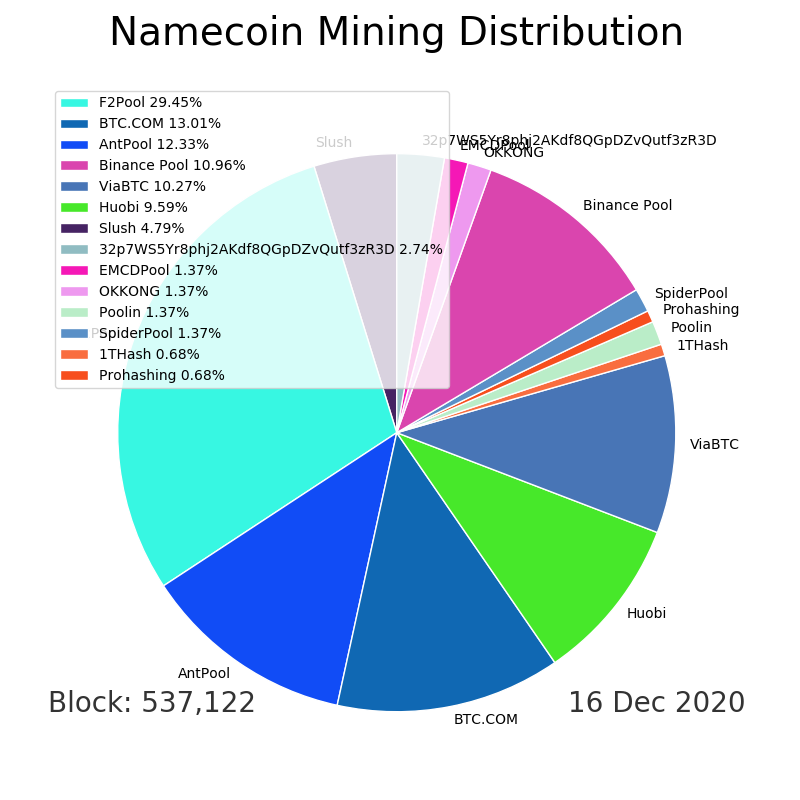 Namecoin Mining Distribution
F2Pool 29.45%
BTC.COM 13.01%
AntPool 12.33%
Binance Pool 10.96%
ViaBTC 10.27%
Huobi 9.59%
Slush 4.79%
32p7WS5Yr8phj2AKdf8QGpDZvQutf3zR3D 2.74%
EMCDPool 1.37%
OKKONG 1.37%
Poolin 1.37%
SpiderPool 1.37%
1THash 0.68%
Prohashing 0.68%
Slush
32p7WS5Yr8phj2AKdf8QGpDZvQutf3zR3D
EMCDPool
OKKONG
Binance Pool
SpiderPool
Prohashing
Poolin
1THash
ViaBTC
Huobi
BTC.COM
AntPool
Block: 537,122
16 Dec 2020